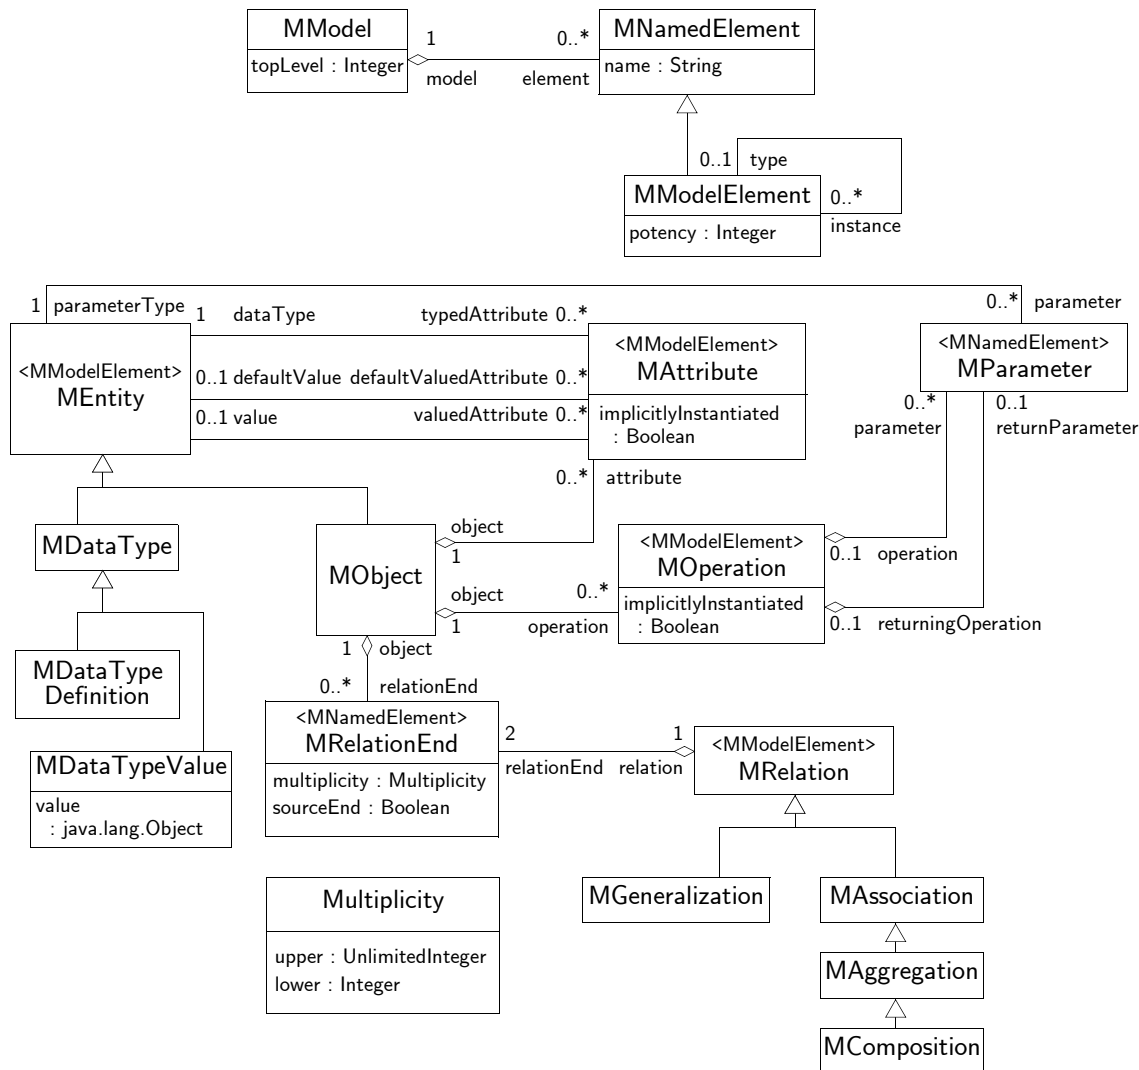 MModel
topLevel : Integer
1
model
0..*
element
MNamedElement
name : String
0..1
type
MModelElement
potency : Integer
0..*
instance
1
parameterType
0..*
parameter
<MModelElement>
MEntity
1
dataType
typedAttribute
0..*
0..1
defaultValue
defaultValuedAttribute
0..*
0..1
value
valuedAttribute
0..*
<MModelElement>
MAttribute
implicitlyInstantiated
: Boolean
<MNamedElement>
MParameter
0..*
parameter
0..1
returnParameter
0..*
attribute
MDataType
MObject
object
1
object
1
0..*
operation
<MModelElement>
MOperation
implicitlyInstantiated
: Boolean
0..1
operation
0..1
returningOperation
MDataType
Definition
MDataTypeValue
value
: java.lang.Object
1
object
0..*
relationEnd
<MNamedElement>
MRelationEnd
multiplicity : Multiplicity
sourceEnd : Boolean
2
relationEnd
1
relation
<MModelElement>
MRelation
Multiplicity
upper : UnlimitedInteger
lower : Integer
MGeneralization
MAssociation
MAggregation
MComposition